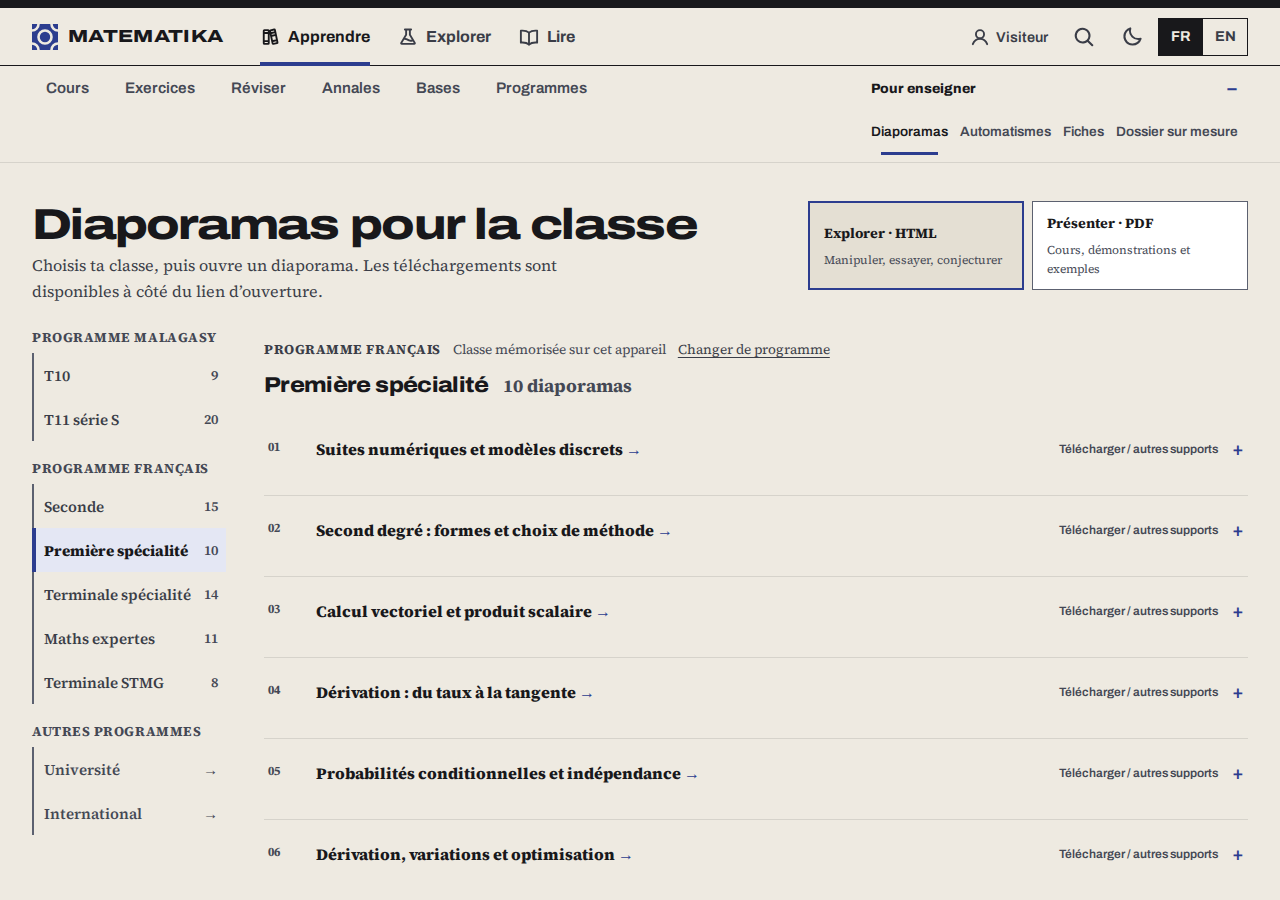 MATEMATIKA
Apprendre
Explorer
Lire
Visiteur
FR
EN
Cours
Exercices
Réviser
Annales
Bases
Programmes
Pour enseigner
−
Diaporamas
Automatismes
Fiches
Dossier sur mesure
Diaporamas pour la classe
Choisis ta classe, puis ouvre un diaporama. Les téléchargements sont
disponibles à côté du lien d’ouverture.
Explorer · HTML
Manipuler, essayer, conjecturer
Présenter · PDF
Cours, démonstrations et
exemples
PROGRAMME MALAGASY
T10 9
T11 série S 20
PROGRAMME FRANÇAIS
Seconde 15
Première spécialité 10
Terminale spécialité 14
Maths expertes 11
Terminale STMG 8
AUTRES PROGRAMMES
Université →
International →
PROGRAMME FRANÇAIS Classe mémorisée sur cet appareil Changer de programme
Première spécialité 10 diaporamas
01 Suites numériques et modèles discrets → Télécharger / autres supports +
02 Second degré : formes et choix de méthode → Télécharger / autres supports +
03 Calcul vectoriel et produit scalaire → Télécharger / autres supports +
04 Dérivation : du taux à la tangente → Télécharger / autres supports +
05 Probabilités conditionnelles et indépendance → Télécharger / autres supports +
06 Dérivation, variations et optimisation → Télécharger / autres supports +